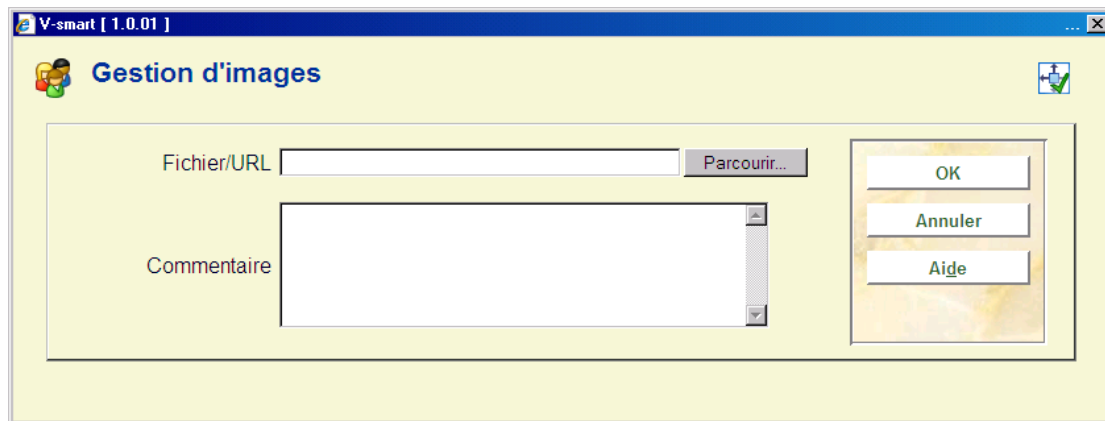 V-smart [ 1.0.01 ]
...
Gestion d'images
Fichier/URL
Parcourir...
Commentaire
OK
Annuler
Aide